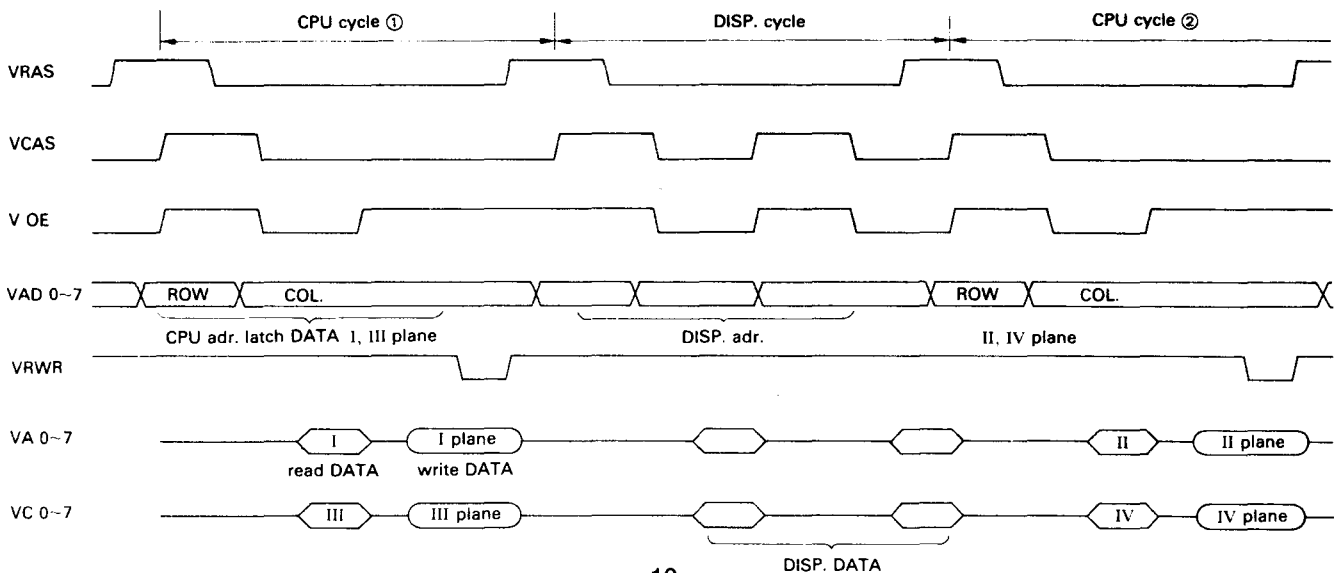 CPU cycle ① DISP. cycle CPU cycle ②
VRAS
VCAS
V OE
VAD 0~7 ROW COL. ROW COL.
CPU adr. latch DATA I, III plane DISP. adr. II, IV plane
VRWR
VA 0~7 I I plane II II plane
read DATA write DATA
VC 0~7 III III plane IV IV plane
DISP. DATA